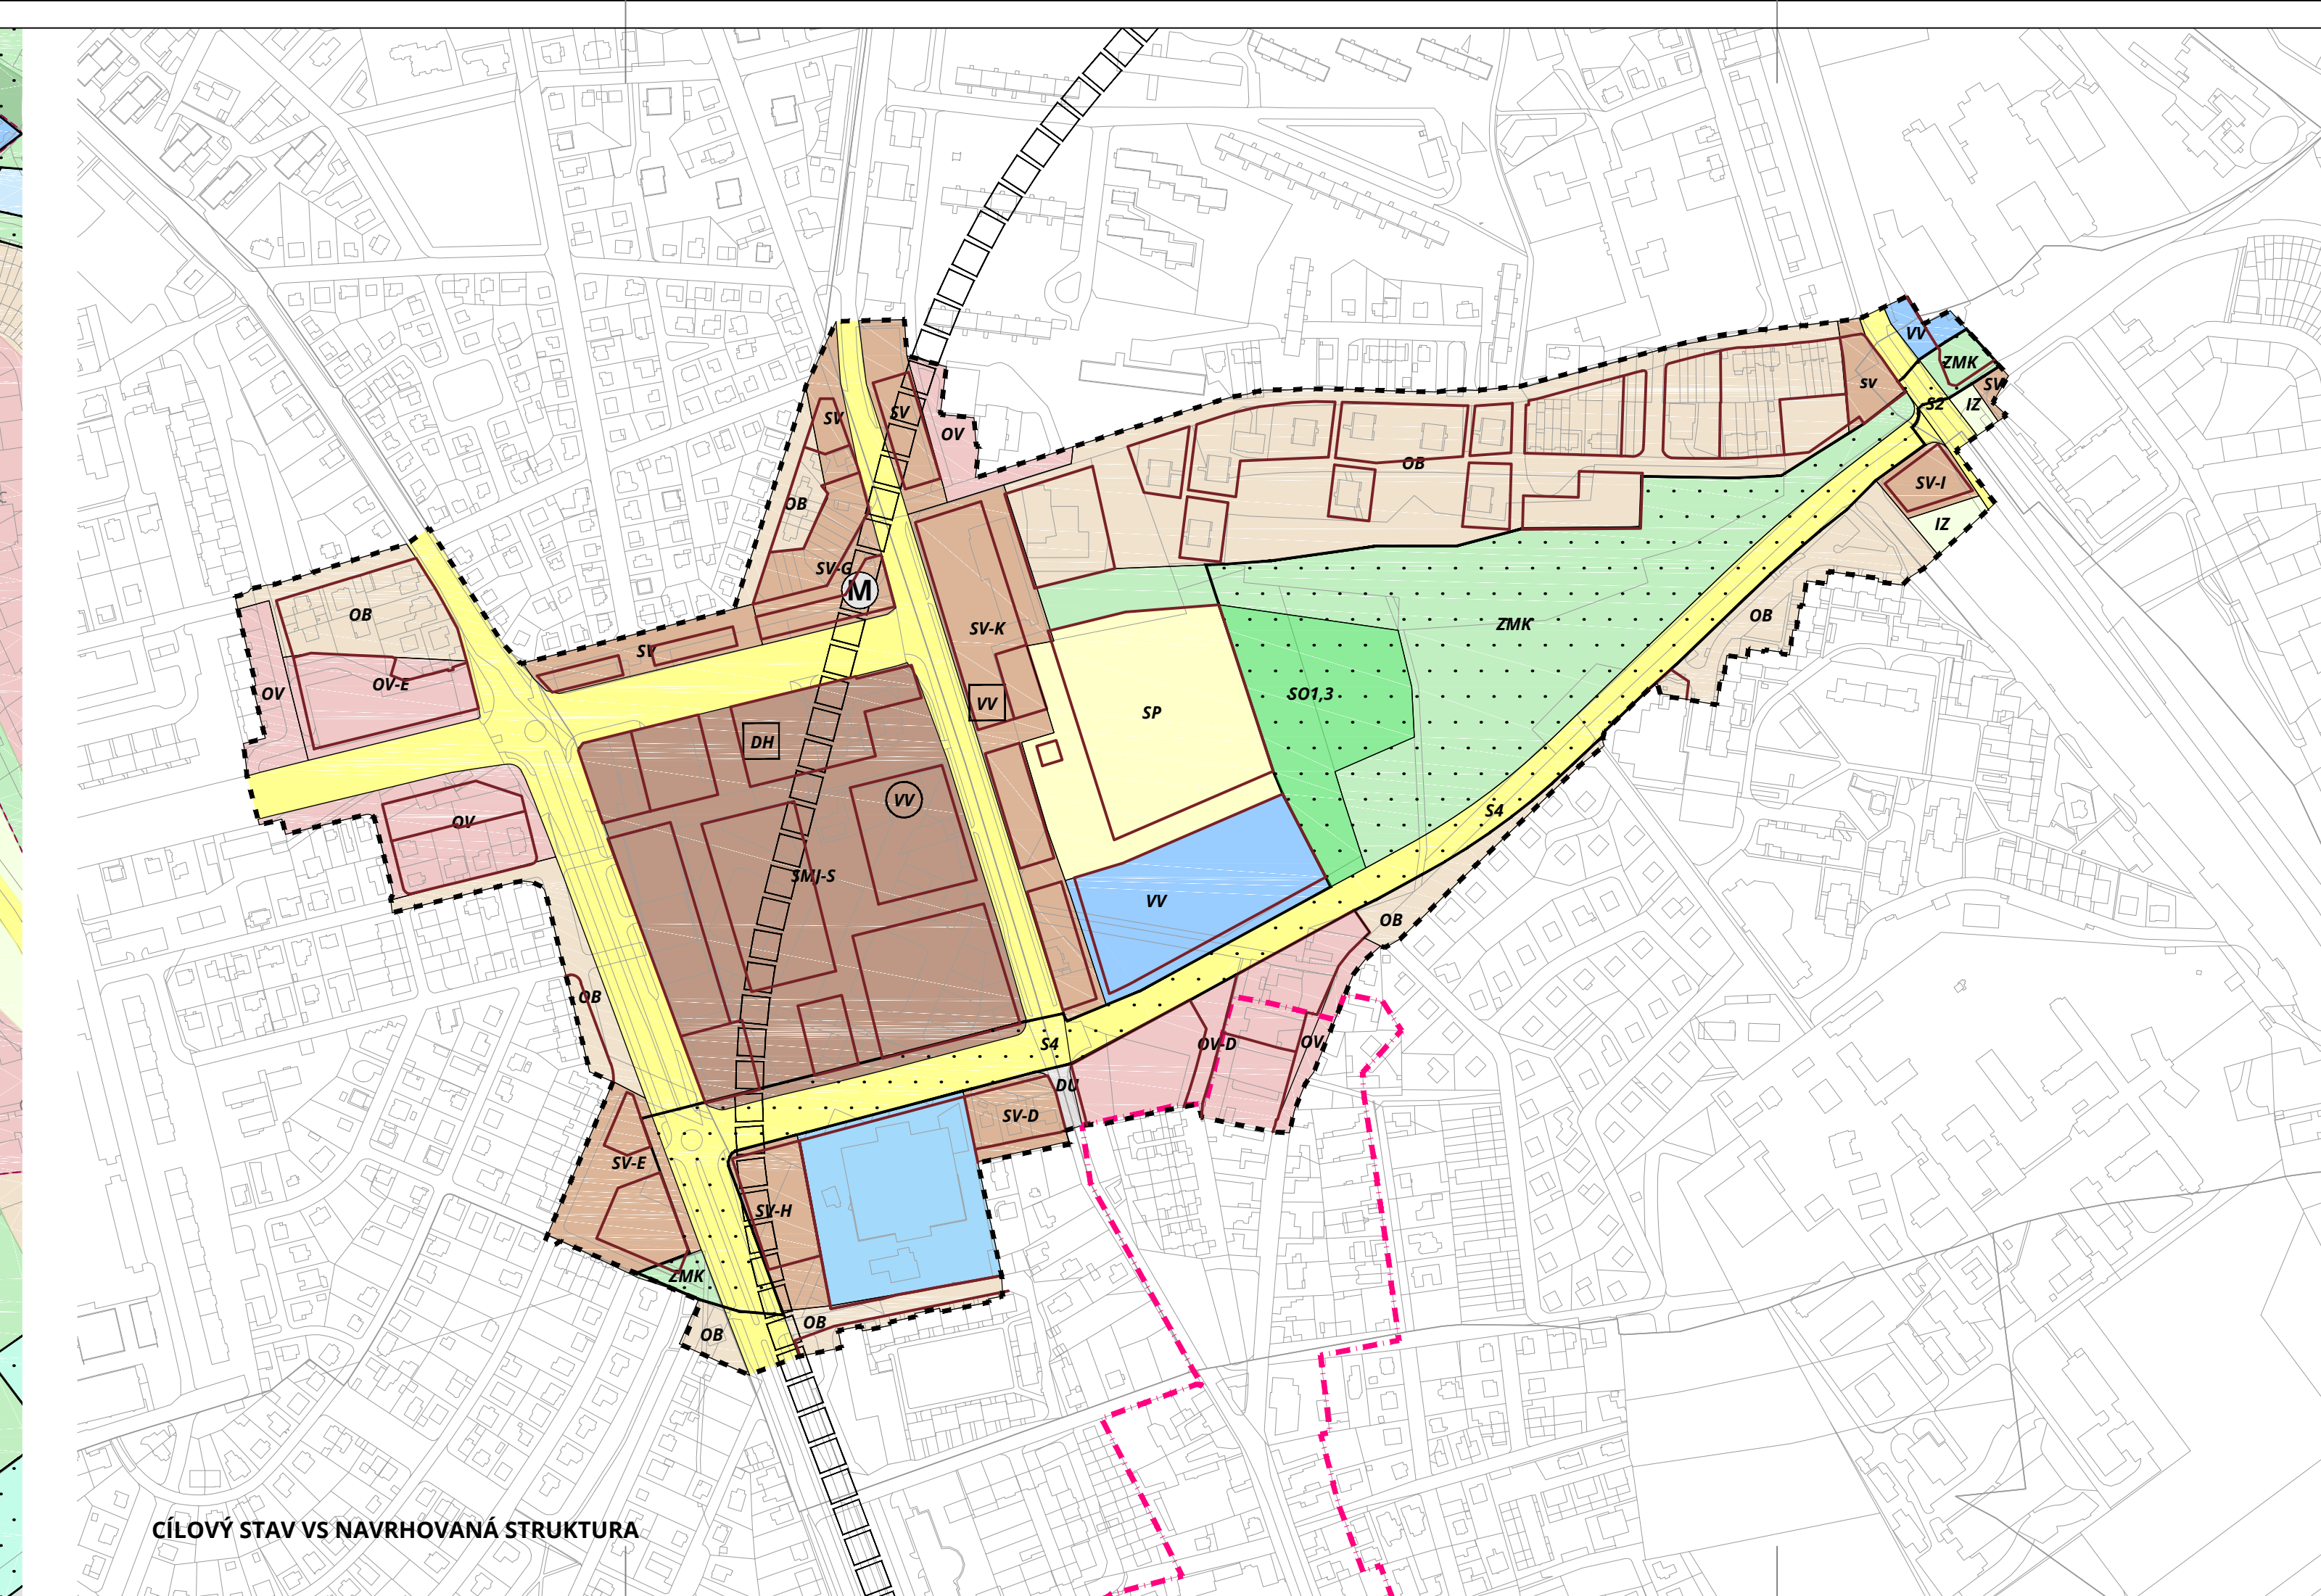 VV
ZMK
SV
SV
S2
IZ
SV
SV
OV
OB
SV-I
OB
IZ
SV-G
M
OB
OB
SV-K
ZMK
SV
OV-E
OV
SO1,3
VV
SP
DH
VV
S4
OV
SMJ-S
VV
OB
OB
OV-D
OV
S4
DU
SV-D
SV-E
SV-H
ZMK
OB
OB
CÍLOVÝ STAV VS NAVRHOVANÁ STRUKTURA